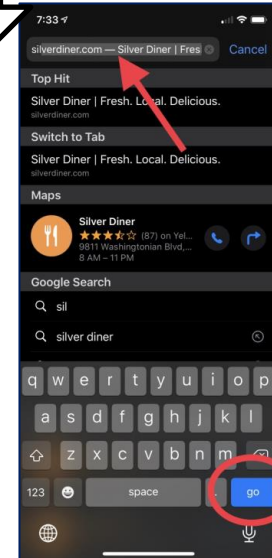 7:33
silverdiner.com — Silver Diner | Fres
Cancel
Top Hit
Silver Diner | Fresh. Local. Delicious.
silverdiner.com
Switch to Tab
Silver Diner | Fresh. Local. Delicious.
silverdiner.com
Maps
Silver Diner
(87) on Yel...
9811 Washingtonian Blvd,...
8 AM – 11 PM
Google Search
sil
silver diner
q w e r t y u i o p
a s d f g h j k l
z x c v b n m
123 space . go